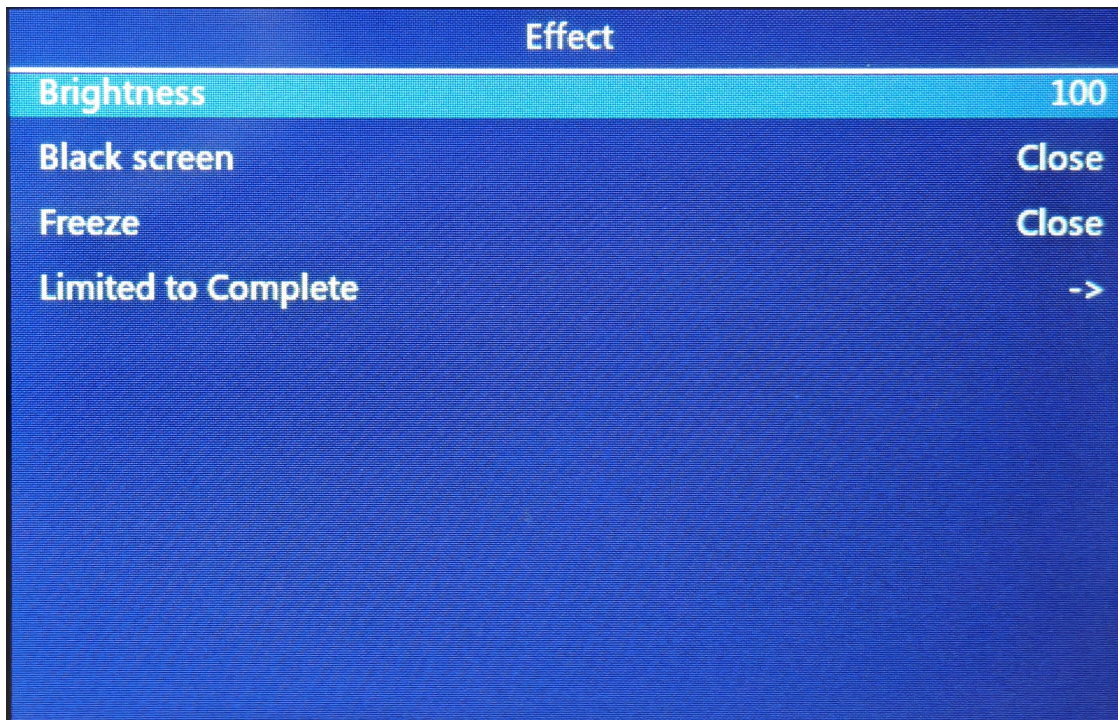 Effect
Brightness 100
Black screen Close
Freeze Close
Limited to Complete ->